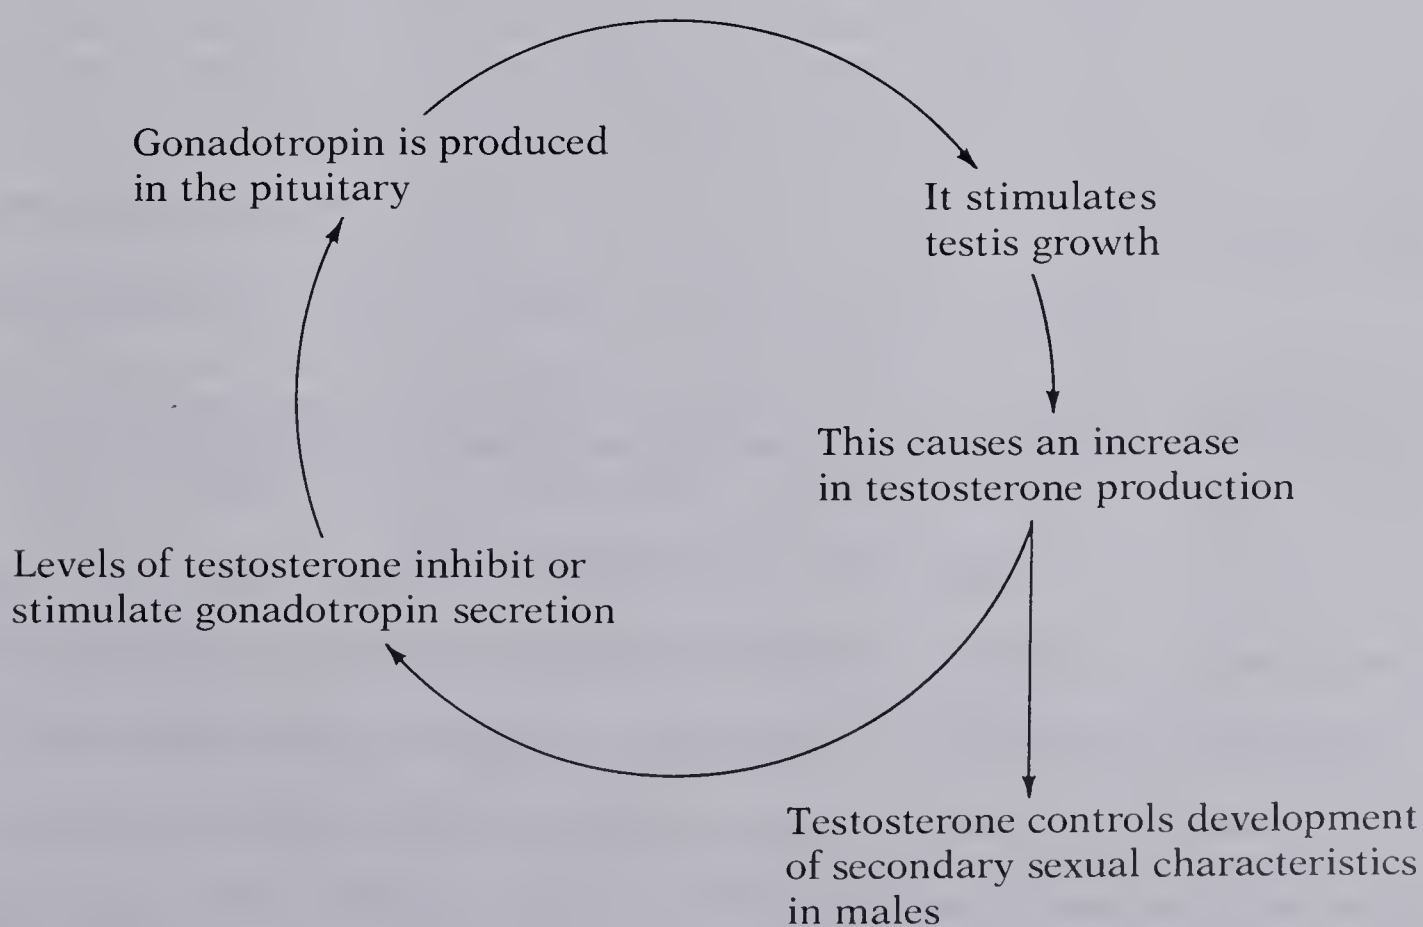 Gonadotropin is produced
in the pituitary
It stimulates
testis growth
This causes an increase
in testosterone production
Levels of testosterone inhibit or
stimulate gonadotropin secretion
Testosterone controls development
of secondary sexual characteristics
in males